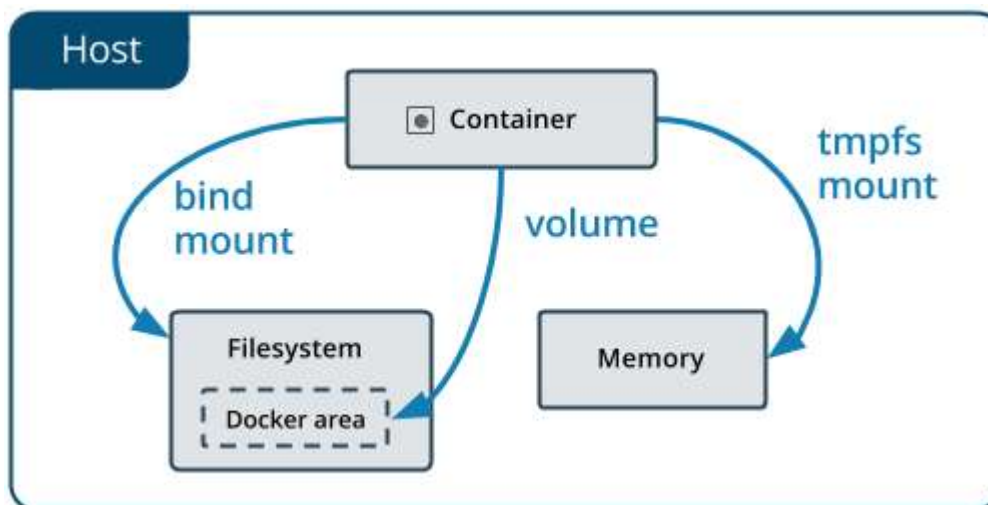 Host
Container
bind
mount
volume
tmpfs
mount
Filesystem
Docker area
Memory